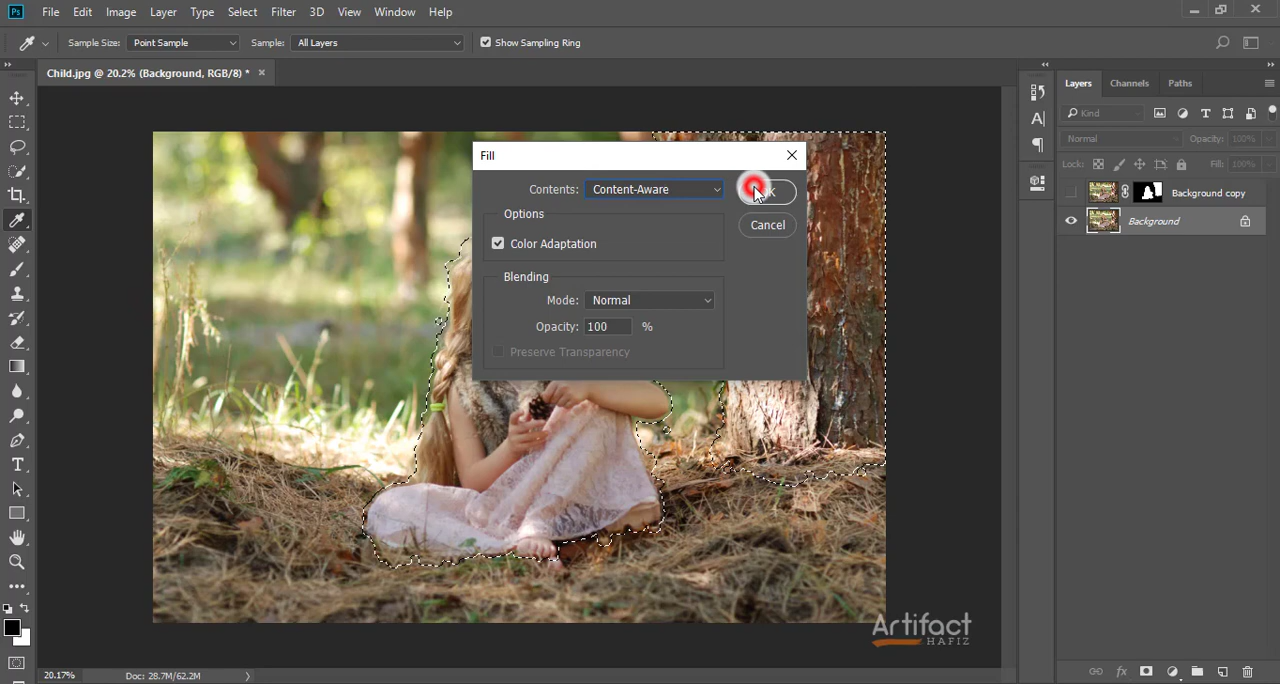 Ps File Edit Image Layer Type Select Filter 3D View Window Help
Sample Size: Point Sample Sample: All Layers Show Sampling Ring
Child.jpg @ 20.2% (Background, RGB/8) *
Layers Channels Paths
Kind
Normal Opacity: 100%
Lock: Fill: 100%
Background copy
Background
Fill
Contents: Content-Aware
Cancel
Options
Color Adaptation
Blending
Mode: Normal
Opacity: 100 %
Preserve Transparency
Artifact
HAFIZ
20.17% Doc: 28.7M/62.2M